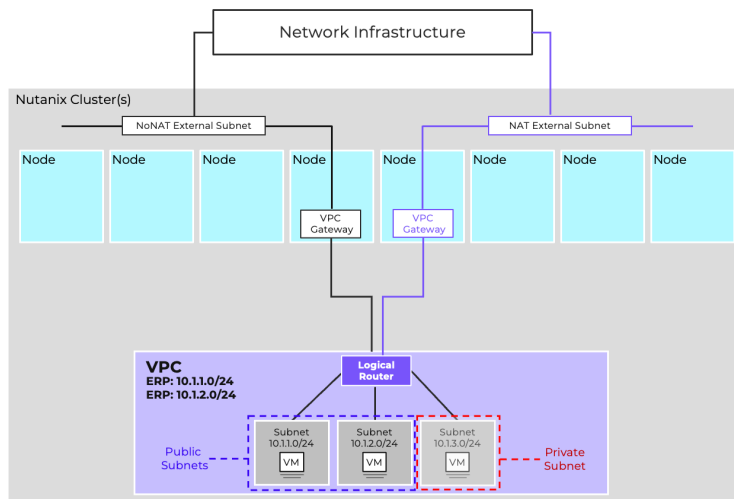 Network Infrastructure
Nutanix Cluster(s)
NoNAT External Subnet
NAT External Subnet
Node
Node
Node
Node
Node
Node
Node
Node
VPC
Gateway
VPC
Gateway
VPC
ERP: 10.1.1.0/24
ERP: 10.1.2.0/24
Logical
Router
Public
Subnets
Subnet
10.1.1.0/24
VM
Subnet
10.1.2.0/24
VM
Subnet
10.1.3.0/24
VM
Private
Subnet